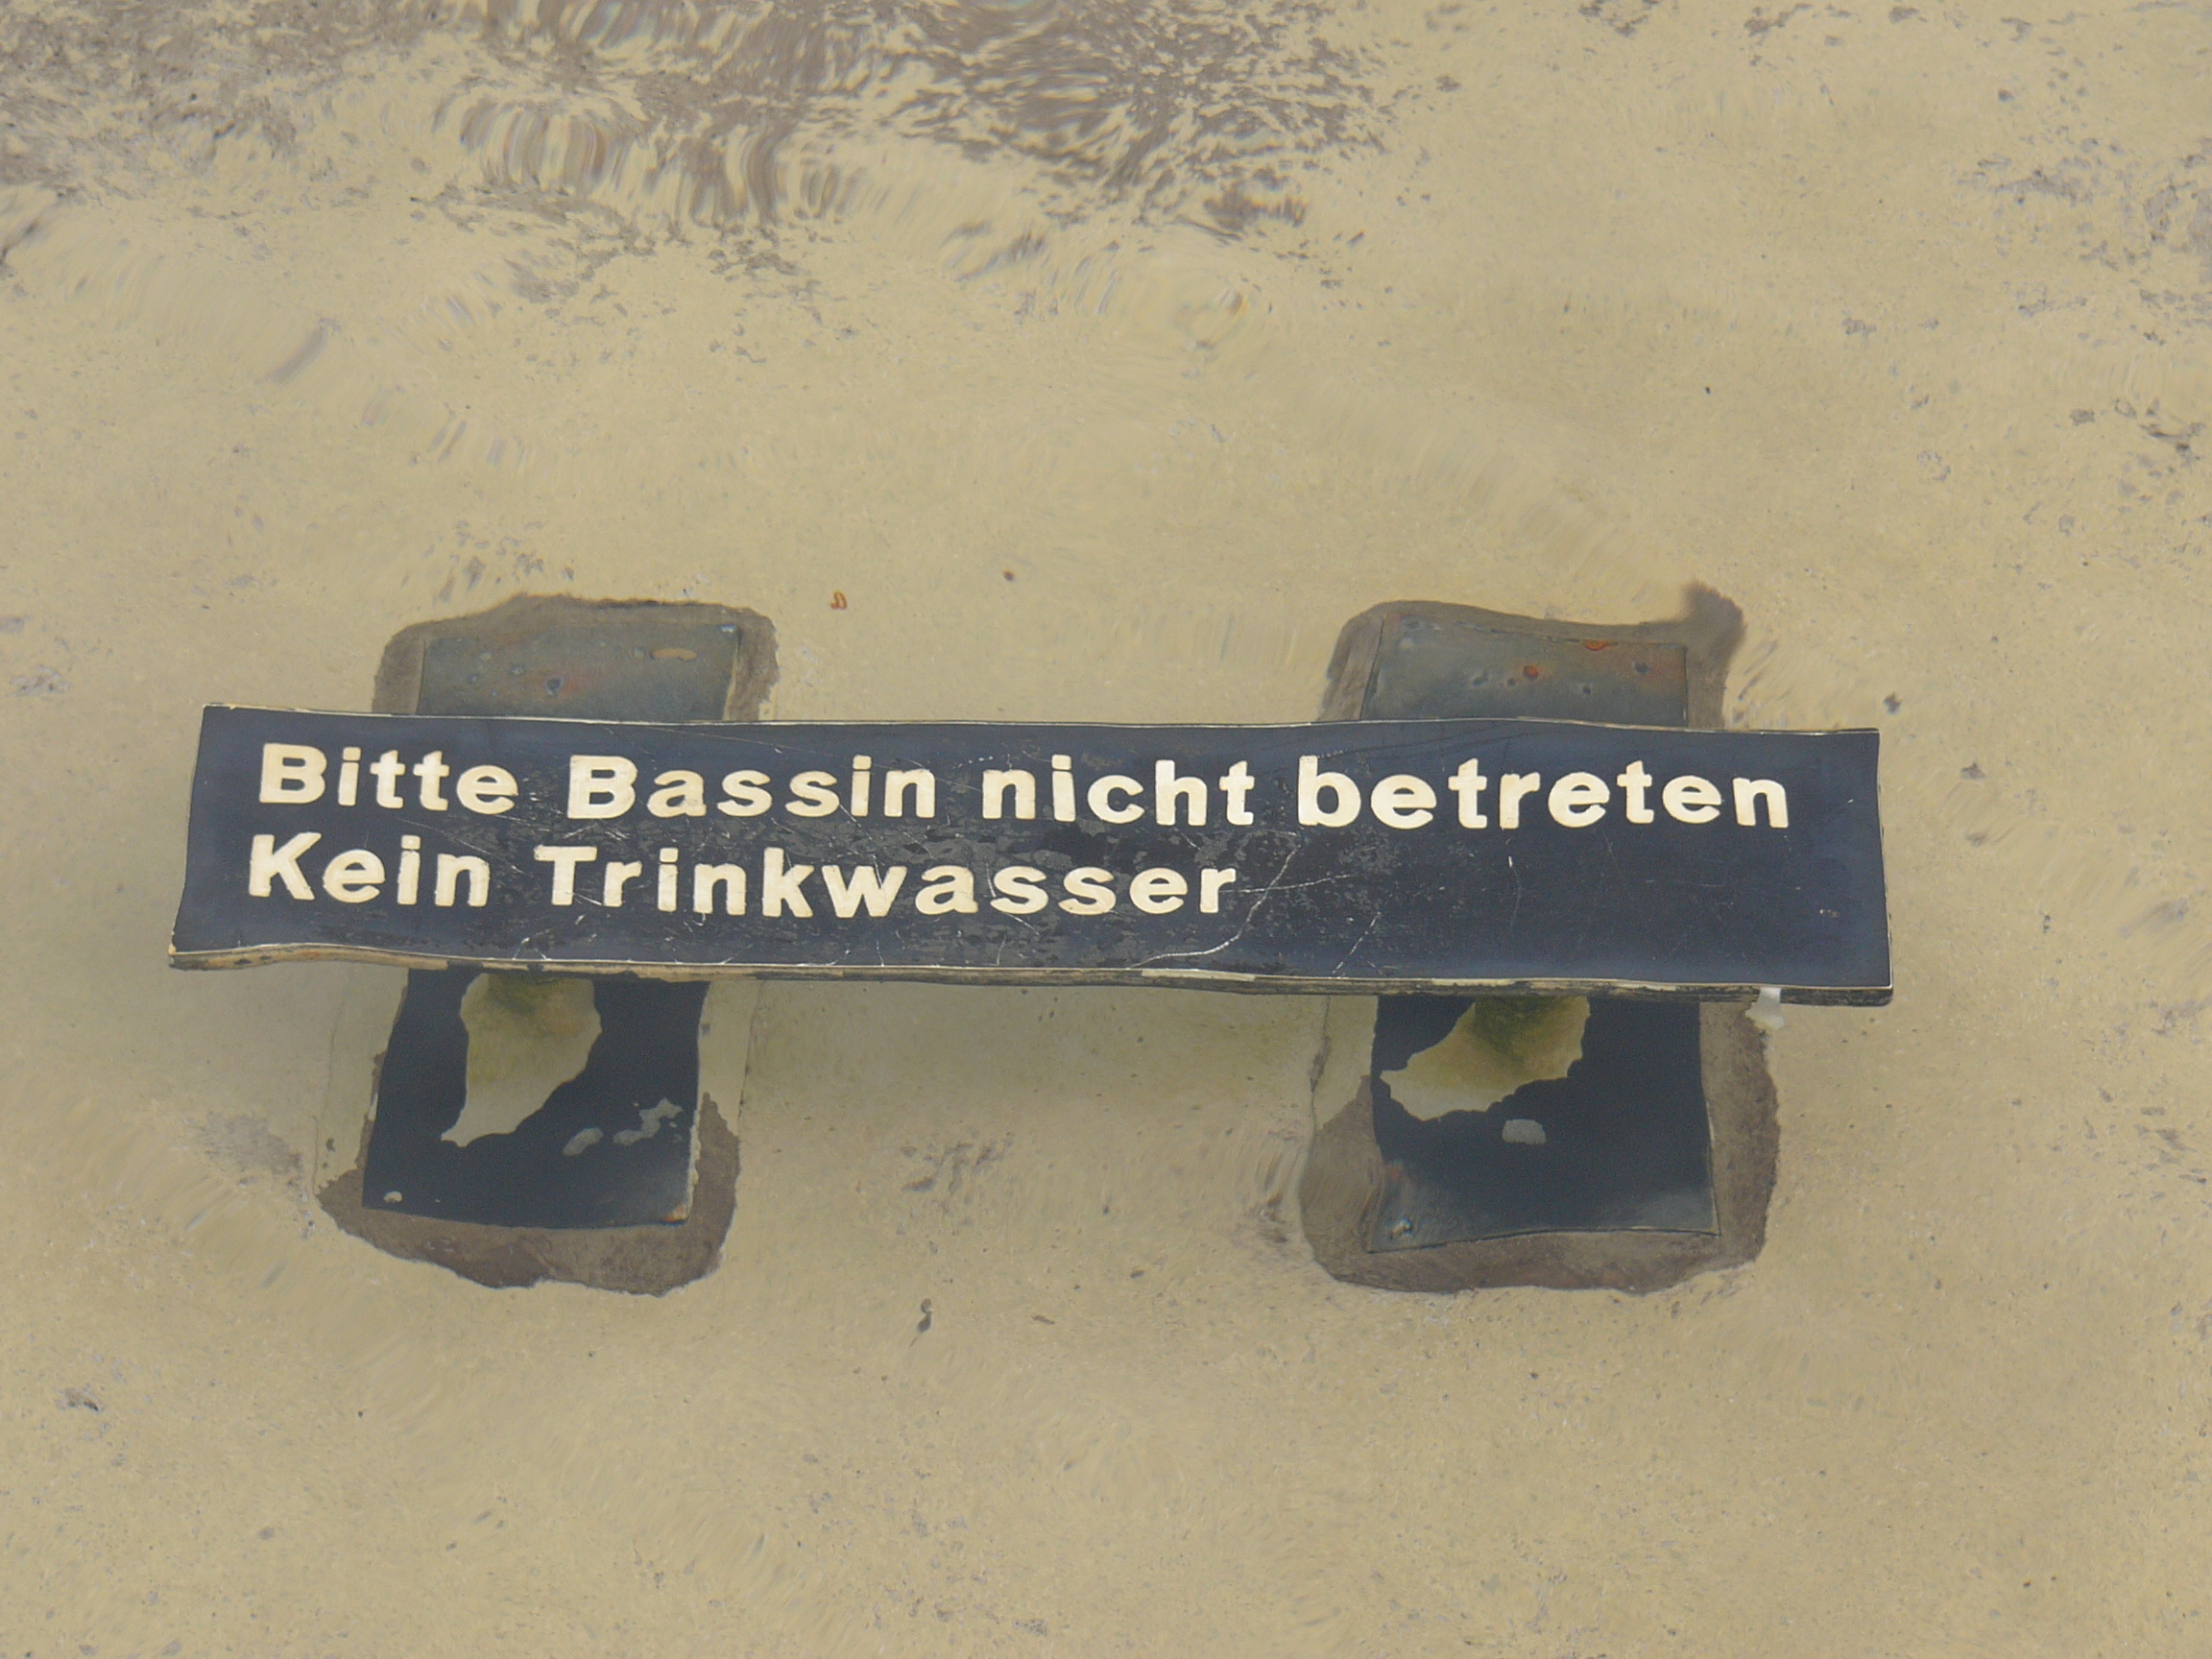 Bitte Bassin nicht betreten
Kein Trinkwasser